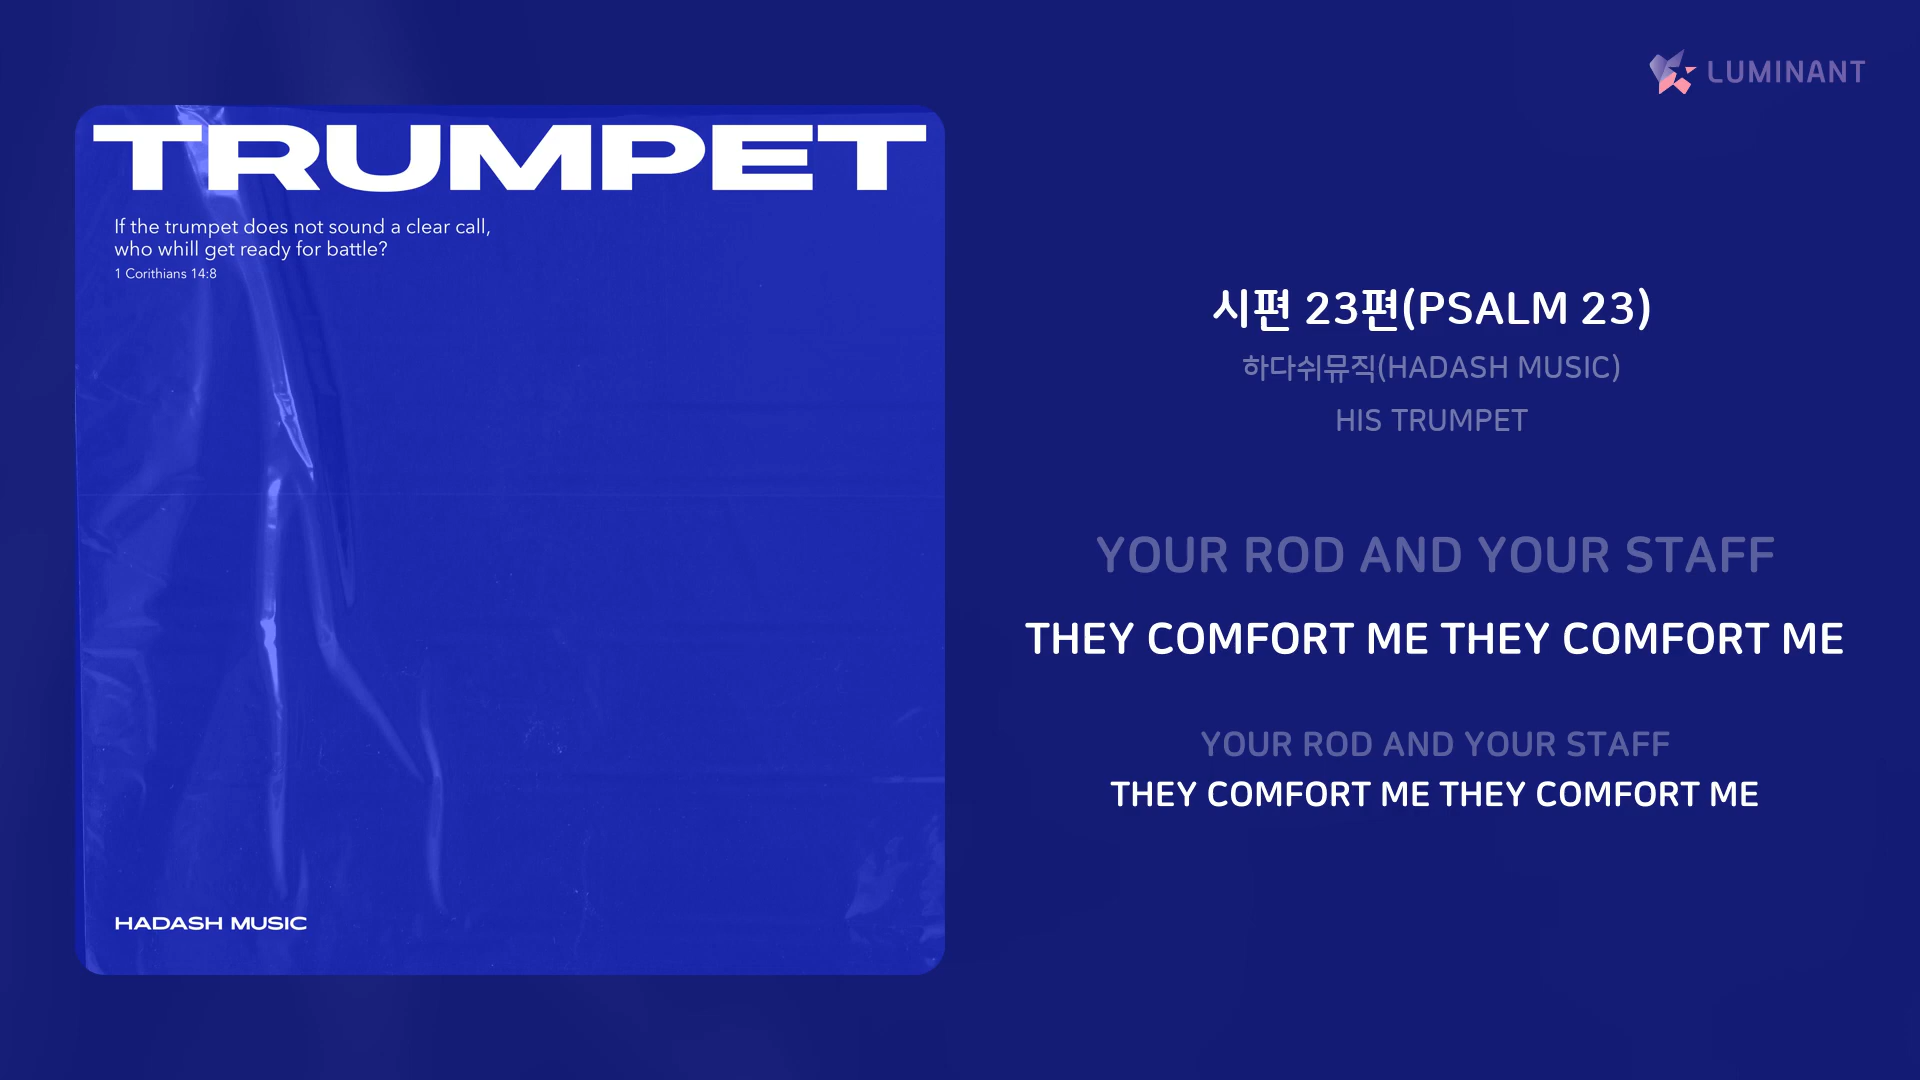 TRUMPET
If the trumpet does not sound a clear call,
who whill get ready for battle?
1 Corithians 14:8
HADASH MUSIC
LUMINANT
시편 23편(PSALM 23)
하다쉬뮤직(HADASH MUSIC)
HIS TRUMPET
YOUR ROD AND YOUR STAFF
THEY COMFORT ME THEY COMFORT ME
YOUR ROD AND YOUR STAFF
THEY COMFORT ME THEY COMFORT ME